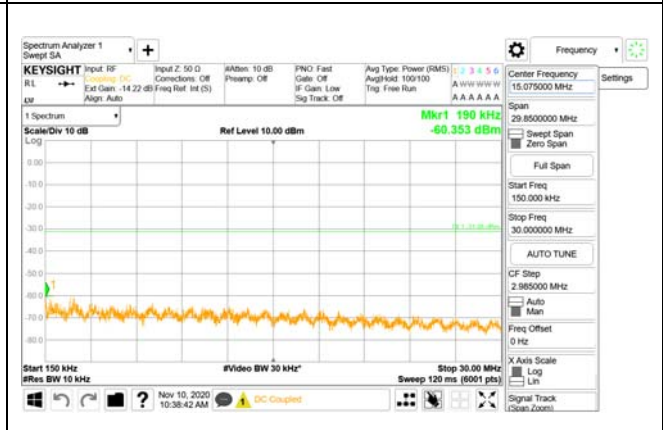 Spectrum Analyzer 1
Swept SA
+
Frequency
KEYSIGHT
RL
Input: RF
Coupling: DC
Align: Auto
Input Z: 50 Ω
Corrections: Off
Ext Gain: -14.22 dB
Freq Ref: Int (S)
#Atten: 10 dB
Preamp: Off
PNO: Fast
Gate: Off
IF Gain: Low
Sig Track: Off
Avg Type: Power (RMS)
Avg|Hold: 100/100
Trig: Free Run
1 2 3 4 5 6
A W W W W W
A A A A A A
1 Spectrum
Scale/Div 10 dB
Log
Ref Level 10.00 dBm
Mkr1 190 kHz
-60.353 dBm
0.00
-10.0
-20.0
-30.0
-40.0
-50.0
-60.0
-70.0
-80.0
1
Start 150 kHz
#Res BW 10 kHz
#Video BW 30 kHz*
Stop 30.00 MHz
Sweep 120 ms (6001 pts)
Nov 10, 2020
10:38:42 AM
DC Coupled
Settings
Center Frequency
15.075000 MHz
Span
29.8500000 MHz
Swept Span
Zero Span
Full Span
Start Freq
150.000 kHz
Stop Freq
30.000000 MHz
AUTO TUNE
CF Step
2.985000 MHz
Auto
Man
Freq Offset
0 Hz
X Axis Scale
Log
Lin
Signal Track
(Span Zoom)